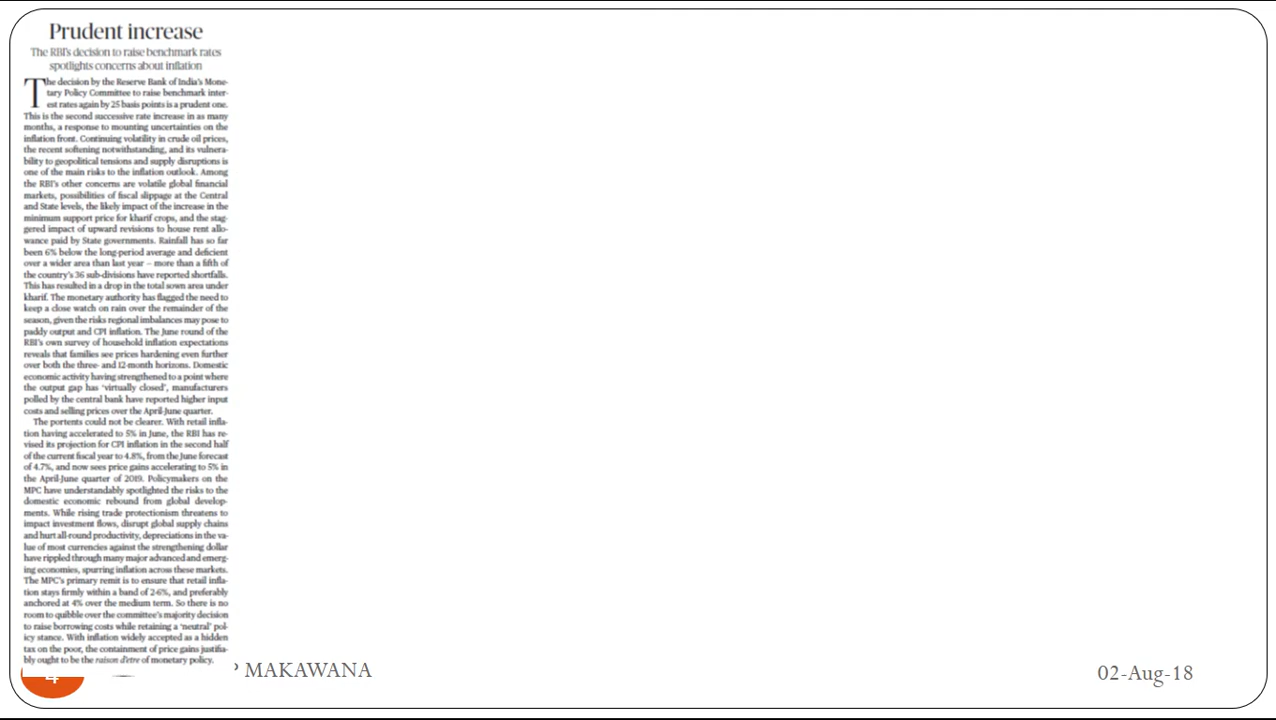 Prudent increase
The RBI's decision to raise benchmark rates
spotlights concerns about inflation
The decision by the Reserve Bank of India's Mone-
tary Policy Committee to raise benchmark inter-
est rates again by 25 basis points is a prudent one.
This is the second successive rate increase in as many
months, a response to mounting uncertainties on the
inflation front. Continuing volatility in crude oil prices,
the recent softening notwithstanding, and its vulnera-
bility to geopolitical tensions and supply disruptions is
one of the main risks to the inflation outlook. Among
the RBI's other concerns are volatile global financial
markets, possibilities of fiscal slippage at the Central
and State levels, the likely impact of the increase in the
minimum support price for kharif crops, and the stag-
gered impact of upward revisions to house rent allo-
wance paid by State governments. Rainfall has so far
been 6% below the long-period average and deficient
over a wider area than last year – more than a fifth of
the country's 36 sub-divisions have reported shortfalls.
This has resulted in a drop in the total sown area under
kharif. The monetary authority has flagged the need to
keep a close watch on rain over the remainder of the
season, given the risks regional imbalances may pose to
paddy output and CPI inflation. The June round of the
RBI's own survey of household inflation expectations
reveals that families see prices hardening even further
over both the three- and 12-month horizons. Domestic
economic activity having strengthened to a point where
the output gap has 'virtually closed', manufacturers
polled by the central bank have reported higher input
costs and selling prices over the April-June quarter.
The portents could not be clearer. With retail infla-
tion having accelerated to 5% in June, the RBI has re-
vised its projection for CPI inflation in the second half
of the current fiscal year to 4.8%, from the June forecast
of 4.7%, and now sees price gains accelerating to 5% in
the April-June quarter of 2019. Policymakers on the
MPC have understandably spotlighted the risks to the
domestic economic rebound from global develop-
ments. While rising trade protectionism threatens to
impact investment flows, disrupt global supply chains
and hurt all-round productivity, depreciations in the va-
lue of most currencies against the strengthening dollar
have rippled through many major advanced and emerg-
ing economies, spurring inflation across these markets.
The MPC's primary remit is to ensure that retail infla-
tion stays firmly within a band of 2-6%, and preferably
anchored at 4% over the medium term. So there is no
room to quibble over the committee's majority decision
to raise borrowing costs while retaining a 'neutral' pol-
icy stance. With inflation widely accepted as a hidden
tax on the poor, the containment of price gains justifia-
bly ought to be the raison d'etre of monetary policy.
4
MAKAWANA
02-Aug-18